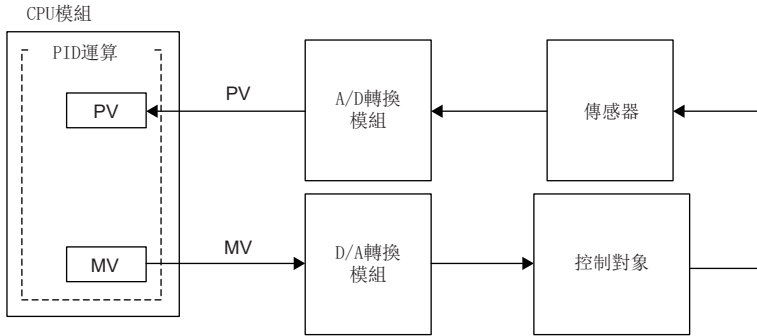 CPU模組
PID運算
PV
PV
A/D轉換
模組
傳感器
MV
MV
D/A轉換
模組
控制對象